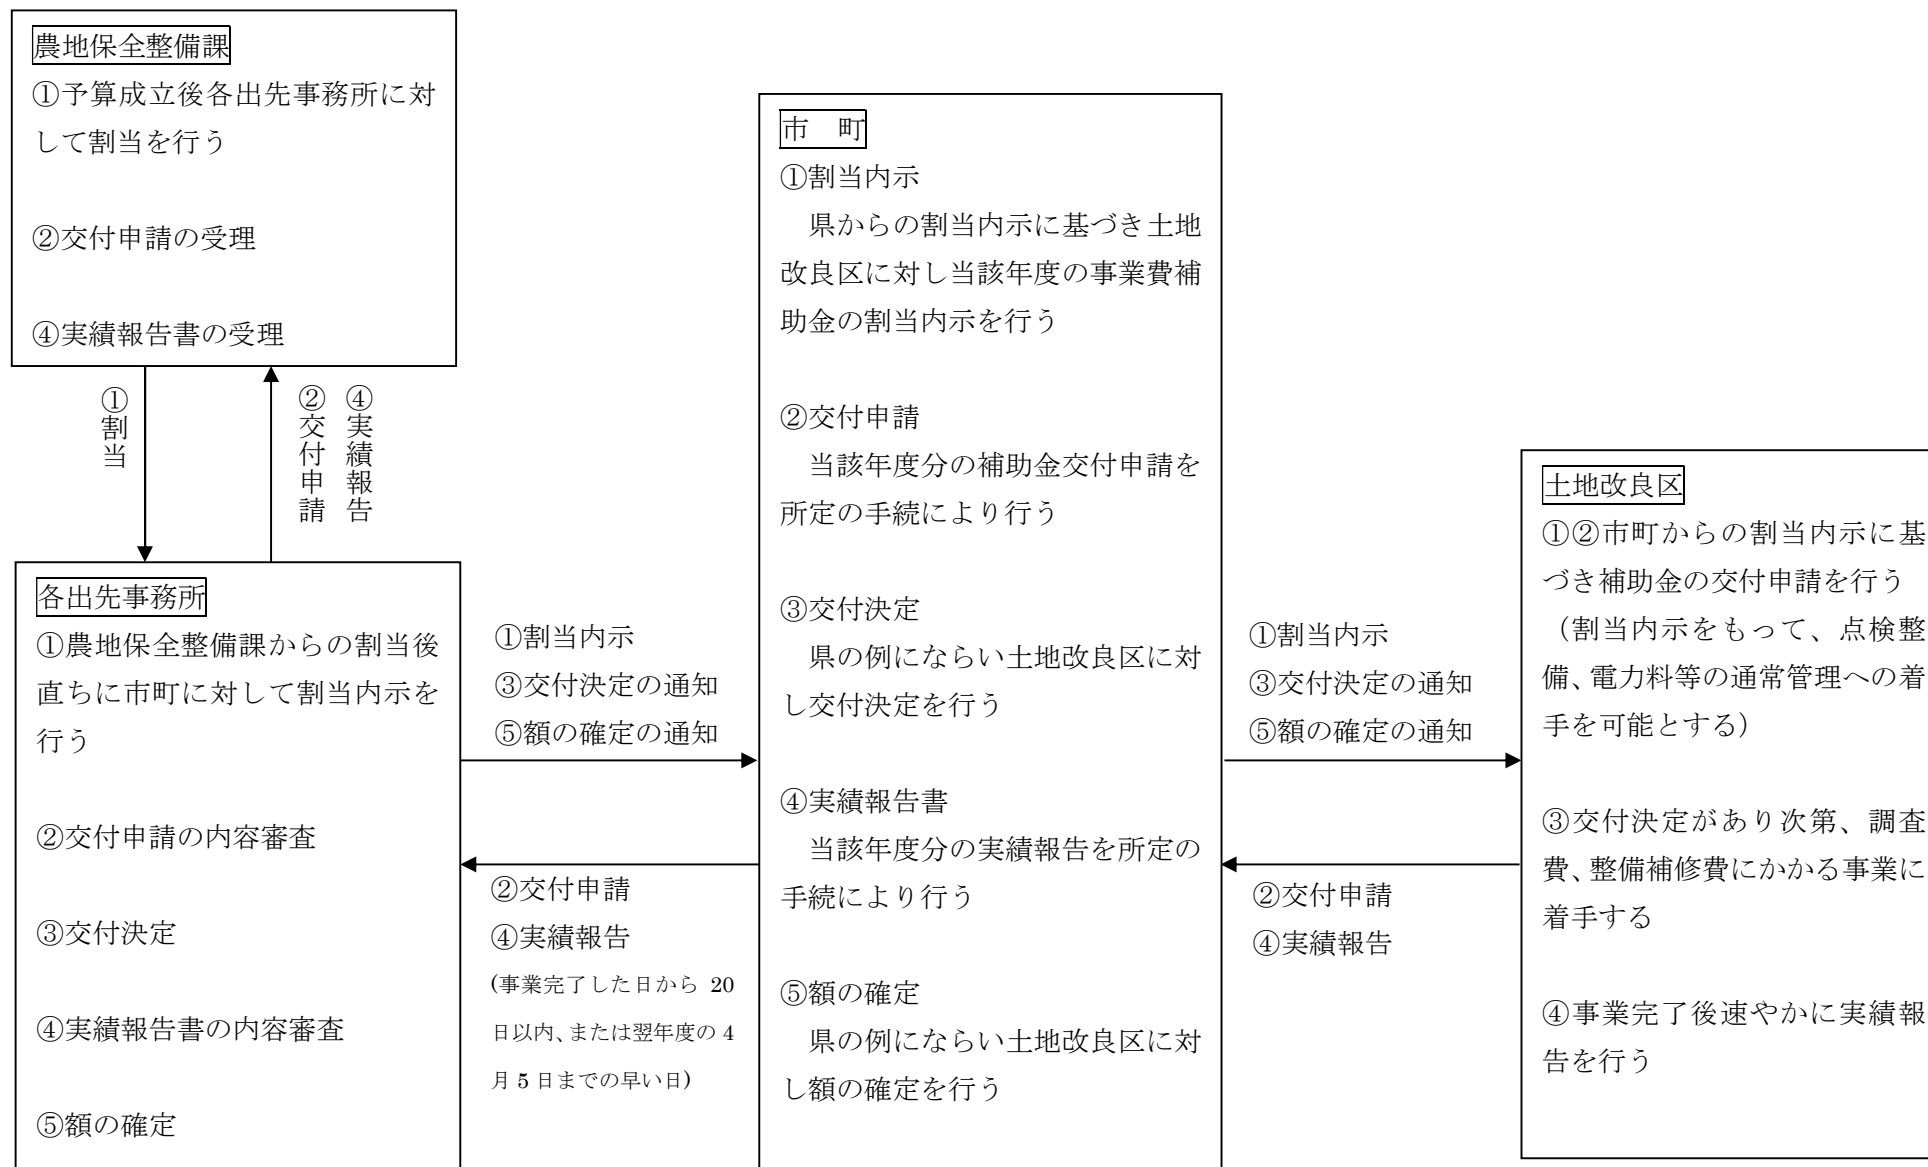 農地保全整備課
①予算成立後各出先事務所に対
して割当を行う
②交付申請の受理
④実績報告書の受理
①割当
②交付申請
④実績報告
各出先事務所
①農地保全整備課からの割当後
直ちに市町に対して割当内示を
行う
②交付申請の内容審査
③交付決定
④実績報告書の内容審査
⑤額の確定
①割当内示
③交付決定の通知
⑤額の確定の通知
②交付申請
④実績報告
(事業完了した日から 20
日以内、または翌年度の 4
月 5 日までの早い日)
市　町
①割当内示
　県からの割当内示に基づき土地
改良区に対し当該年度の事業費補
助金の割当内示を行う
②交付申請
　当該年度分の補助金交付申請を
所定の手続により行う
③交付決定
　県の例にならい土地改良区に対
し交付決定を行う
④実績報告書
　当該年度分の実績報告を所定の
手続により行う
⑤額の確定
　県の例にならい土地改良区に対
し額の確定を行う
①割当内示
③交付決定の通知
⑤額の確定の通知
②交付申請
④実績報告
土地改良区
①②市町からの割当内示に基
づき補助金の交付申請を行う
（割当内示をもって、点検整
備、電力料等の通常管理への着
手を可能とする）
③交付決定があり次第、調査
費、整備補修費にかかる事業に
着手する
④事業完了後速やかに実績報
告を行う